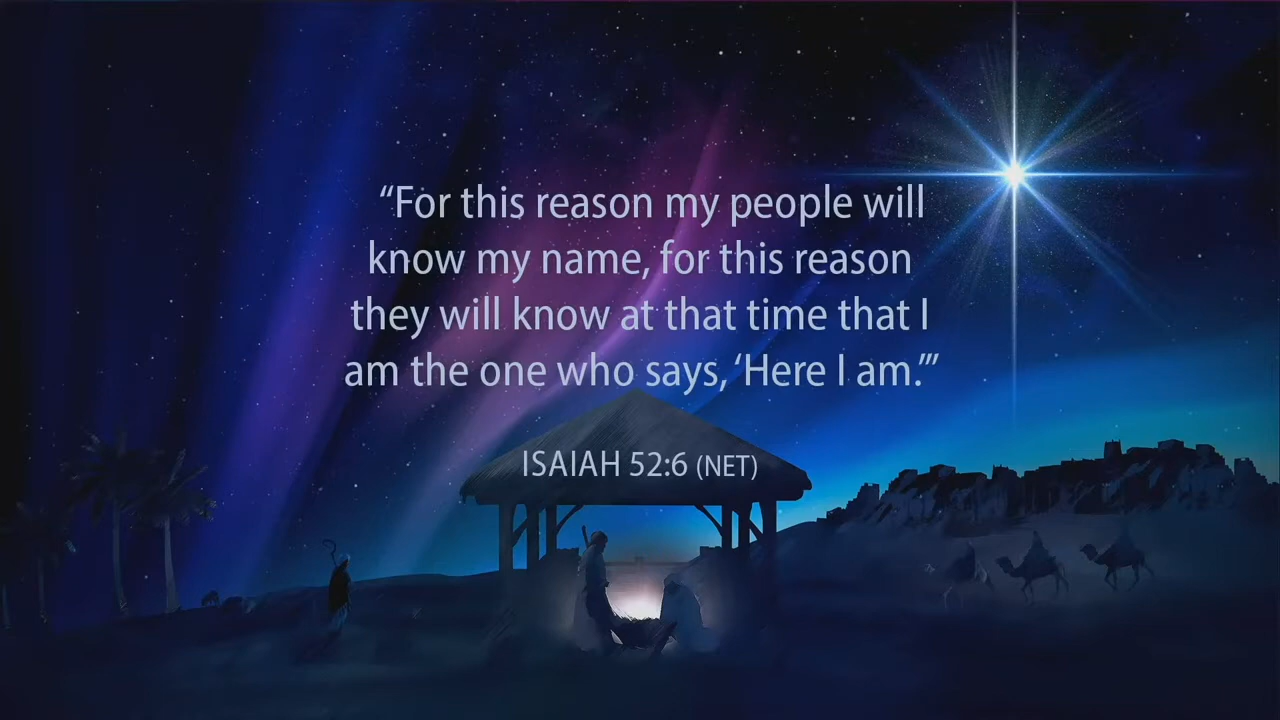 “For this reason my people will
know my name, for this reason
they will know at that time that I
am the one who says, ‘Here I am.’”
ISAIAH 52:6 (NET)